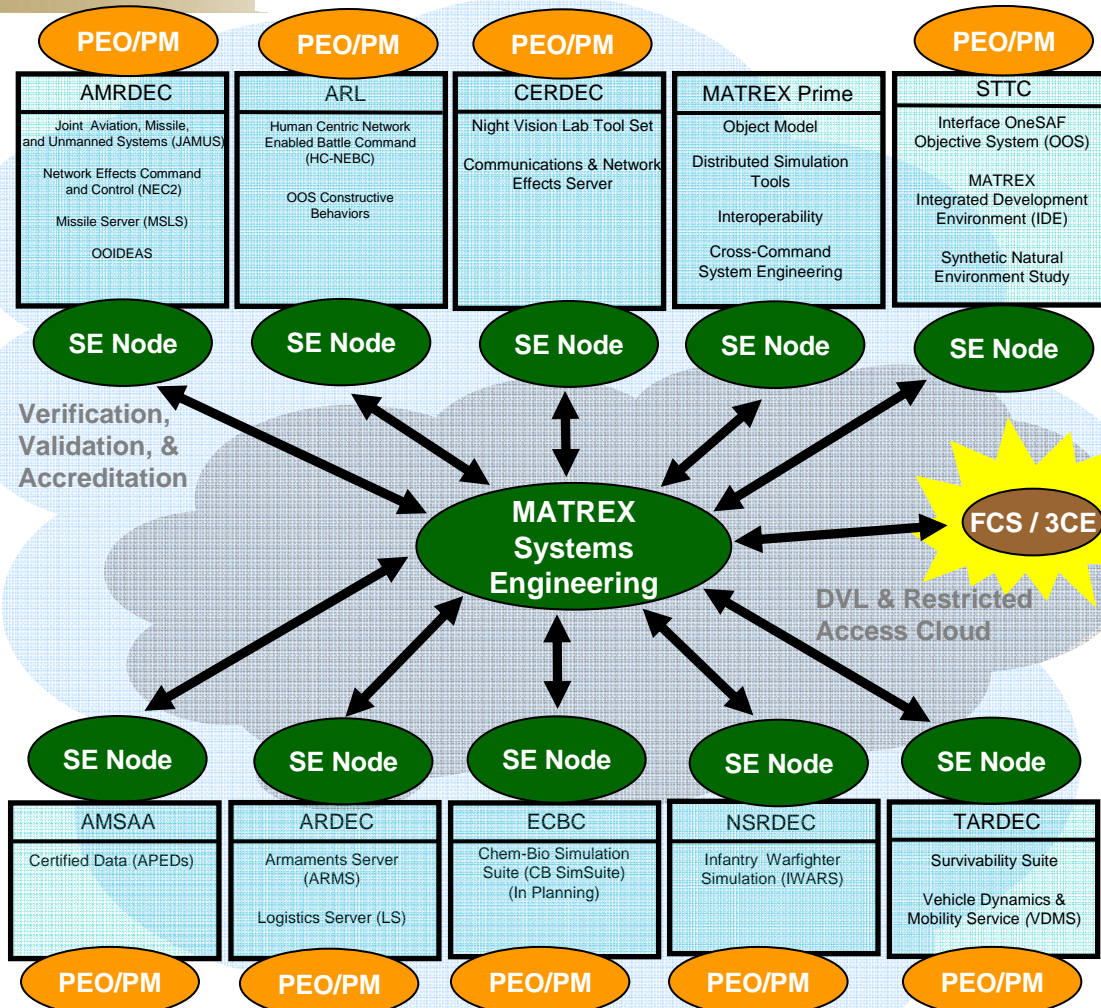 PEO/PM
PEO/PM
PEO/PM
PEO/PM
AMRDEC
Joint Aviation, Missile,
and Unmanned Systems (JAMUS)
Network Effects Command
and Control (NEC2)
Missile Server (MSLS)
OOIDEAS
ARL
Human Centric Network
Enabled Battle Command
(HC-NEBC)
OOS Constructive
Behaviors
CERDEC
Night Vision Lab Tool Set
Communications & Network
Effects Server
MATREX Prime
Object Model
Distributed Simulation
Tools
Interoperability
Cross-Command
System Engineering
STTC
Interface OneSAF
Objective System (OOS)
MATREX
Integrated Development
Environment (IDE)
Synthetic Natural
Environment Study
SE Node
SE Node
SE Node
SE Node
SE Node
Verification,
Validation, &
Accreditation
MATREX
Systems
Engineering
FCS / 3CE
DVL & Restricted
Access Cloud
SE Node
SE Node
SE Node
SE Node
SE Node
AMSAA
Certified Data (APEDs)
ARDEC
Armaments Server
(ARMS)
Logistics Server (LS)
ECBC
Chem-Bio Simulation
Suite (CB SimSuite)
(In Planning)
NSRDEC
Infantry Warfighter
Simulation (IWARS)
TARDEC
Survivability Suite
Vehicle Dynamics &
Mobility Service (VDMS)
PEO/PM
PEO/PM
PEO/PM
PEO/PM
PEO/PM